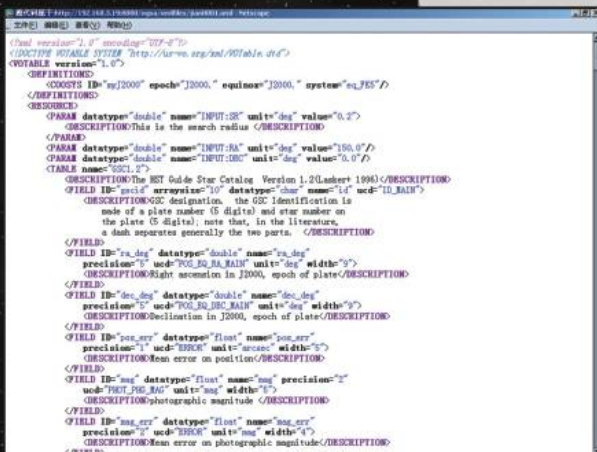 文件(F) 编辑(E) 查看(V) 帮助(H)
<?xml version="1.0" encoding="UTF-8"?>
<!DOCTYPE VOTABLE SYSTEM "http://us-vo.org/xml/VOTable.dtd">
<VOTABLE version="1.0">
<DEFINITIONS>
<COOSYS ID="myJ2000" epoch="J2000." equinox="J2000." system="eq_FK5"/>
</DEFINITIONS>
<RESOURCE>
<PARAM datatype="double" name="INPUT:SR" unit="deg" value="0.2">
<DESCRIPTION>This is the search radius </DESCRIPTION>
</PARAM>
<PARAM datatype="double" name="INPUT:RA" unit="deg" value="150.0"/>
<PARAM datatype="double" name="INPUT:DEC" unit="deg" value="0.0"/>
<TABLE name="GSC1.2">
<DESCRIPTION>The HST Guide Star Catalog Version 1.2(Lasker+ 1996)</DESCRIPTION>
<FIELD ID="gscid" arraysize="10" datatype="char" name="id" ucd="ID_MAIN">
<DESCRIPTION>GSC designation. the GSC Identification is
made of a plate number (5 digits) and star number on
the plate (5 digits); note that, in the literature,
a dash separates generally the two parts. </DESCRIPTION>
</FIELD>
<FIELD ID="ra_deg" datatype="double" name="ra_deg"
precision="5" ucd="POS_EQ_RA_MAIN" unit="deg" width="9">
<DESCRIPTION>Right ascension in J2000, epoch of plate</DESCRIPTION>
</FIELD>
<FIELD ID="dec_deg" datatype="double" name="dec_deg"
precision="5" ucd="POS_EQ_DEC_MAIN" unit="deg" width="9">
<DESCRIPTION>Declination in J2000, epoch of plate</DESCRIPTION>
</FIELD>
<FIELD ID="pos_err" datatype="float" name="pos_err"
precision="1" ucd="ERROR" unit="arcsec" width="5">
<DESCRIPTION>Mean error on position</DESCRIPTION>
</FIELD>
<FIELD ID="mag" datatype="float" name="mag" precision="2"
ucd="PHOT_PHG_MAG" unit="mag" width="5">
<DESCRIPTION>photographic magnitude </DESCRIPTION>
</FIELD>
<FIELD ID="mag_err" datatype="float" name="mag_err"
precision="2" ucd="ERROR" unit="mag" width="4">
<DESCRIPTION>Mean error on photographic magnitude</DESCRIPTION>